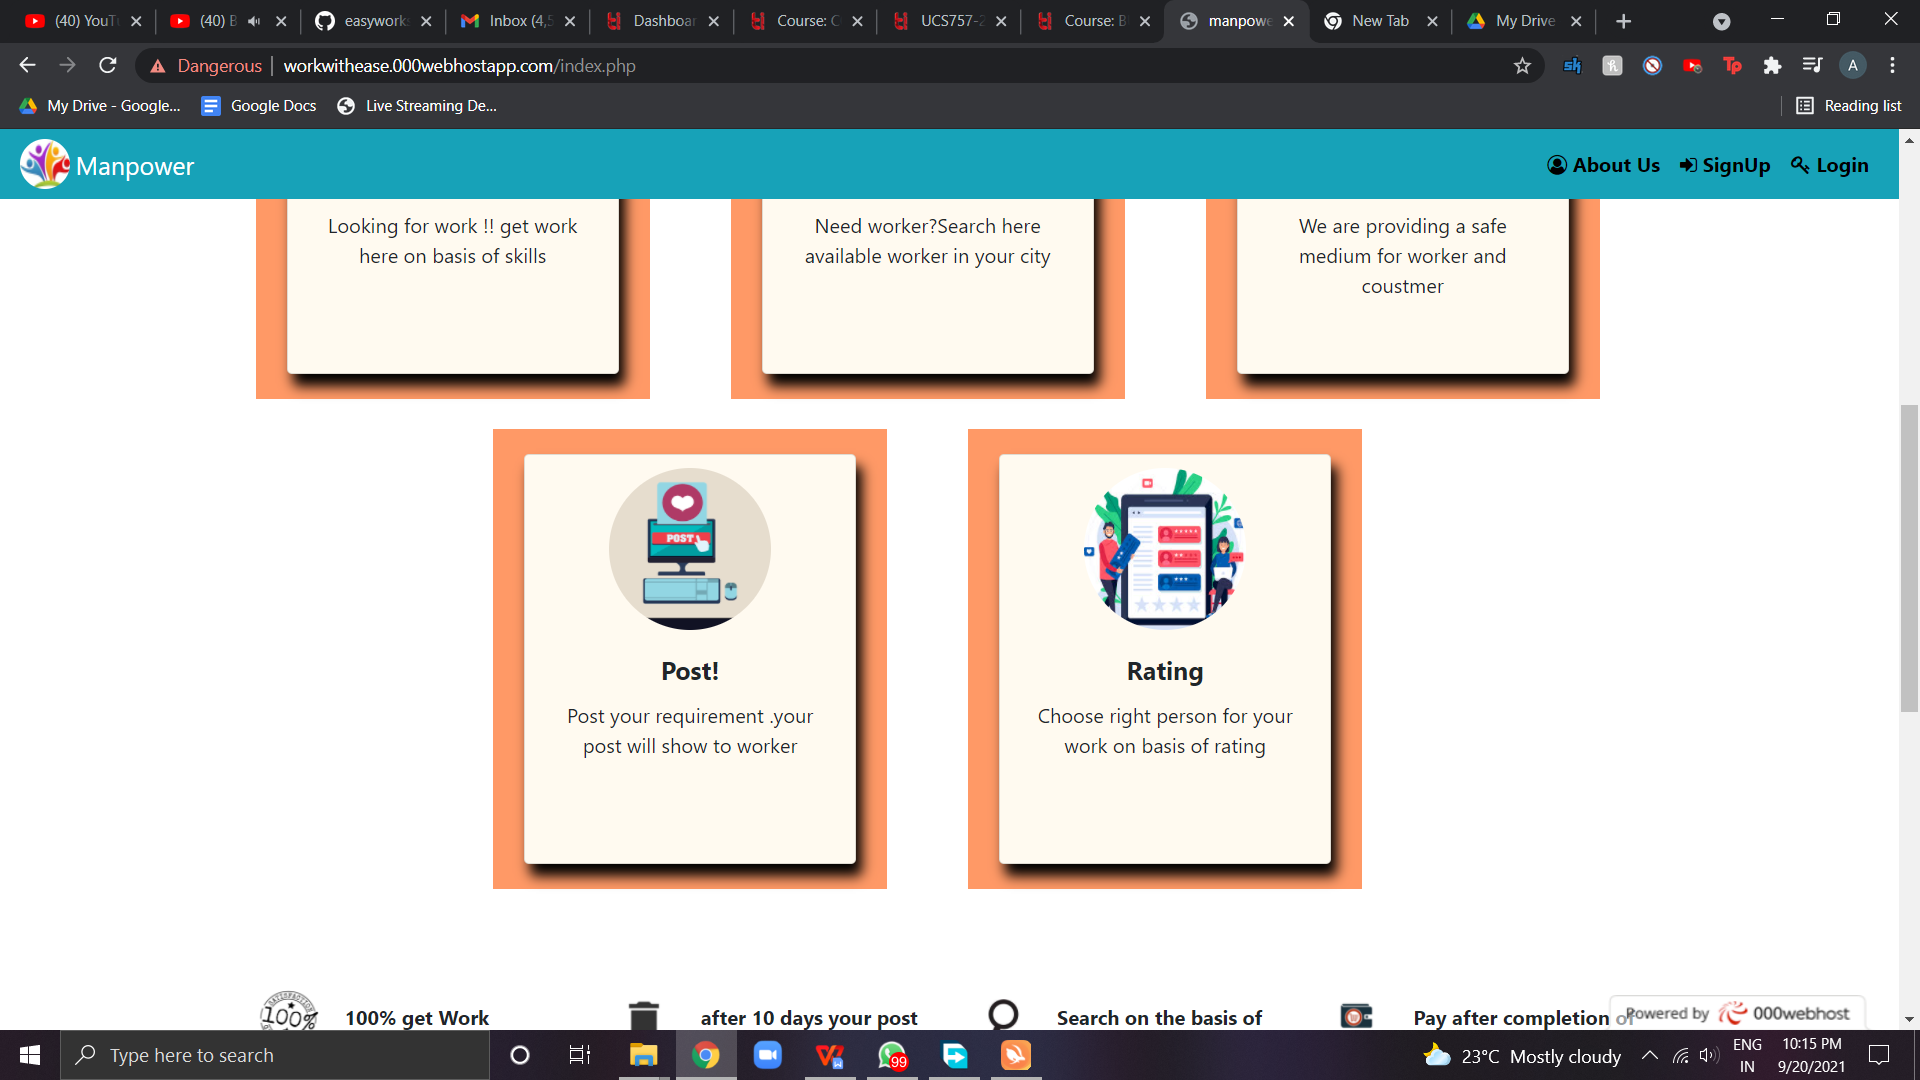 (40) YouTu
(40) B
easywork
Inbox (4,5
Dashboar
Course: C
UCS757-2
Course: B
manpowe
New Tab
My Drive
Dangerous
workwithease.000webhostapp.com/index.php
A
My Drive - Google...
Google Docs
Live Streaming De...
Reading list
Manpower
About Us
SignUp
Login
Looking for work !! get work
here on basis of skills
Need worker?Search here
available worker in your city
We are providing a safe
medium for worker and
coustmer
POST
Post!
Post your requirement .your
post will show to worker
Rating
Choose right person for your
work on basis of rating
100%
100% get Work
after 10 days your post
Search on the basis of
Pay after completion of
Powered by 000webhost
Type here to search
99
23°C Mostly cloudy
ENG
IN
10:15 PM
9/20/2021